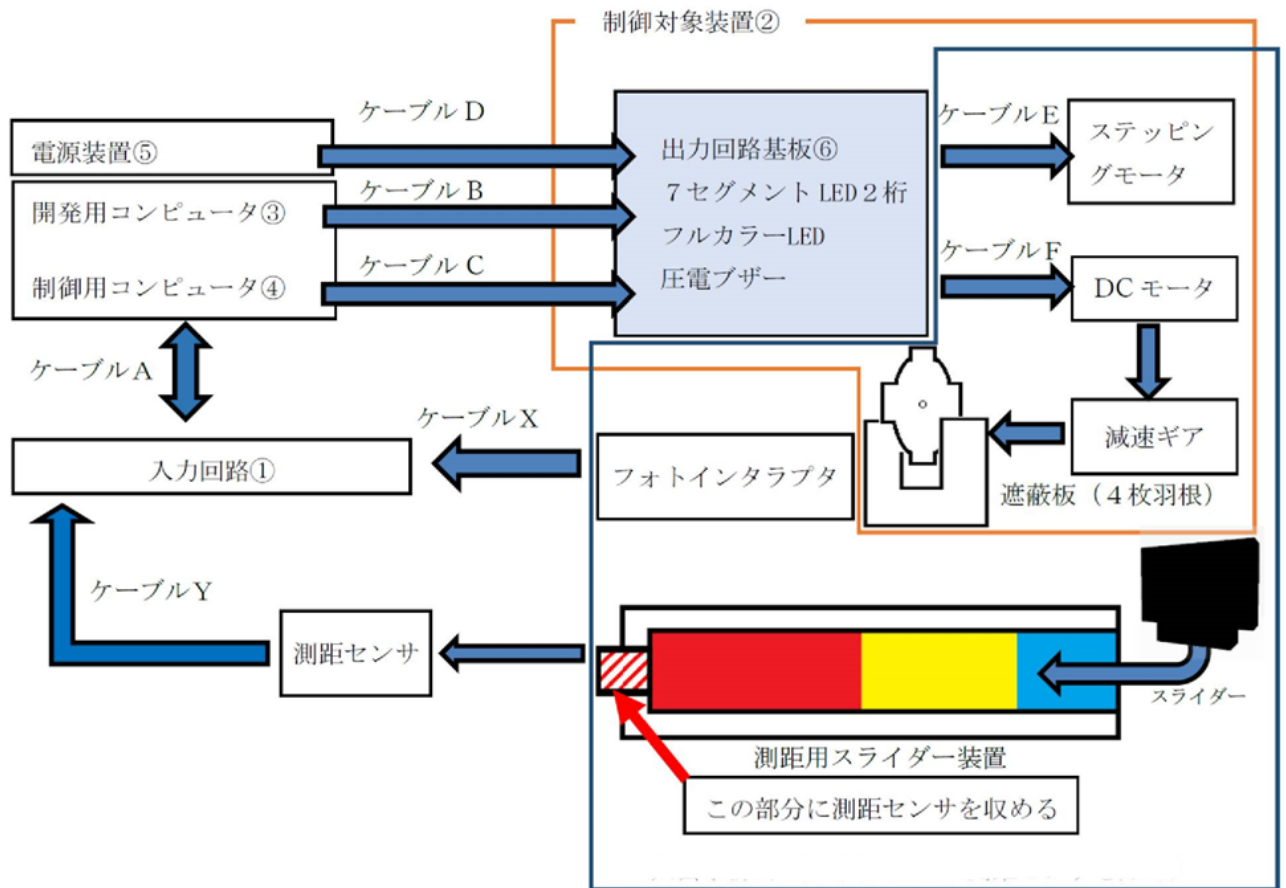 制御対象装置②
ケーブルD
ケーブルE
電源装置⑤
出力回路基板⑥
ステッピン
グモータ
ケーブルB
7セグメントLED2桁
開発用コンピュータ③
フルカラーLED
ケーブルF
ケーブルC
圧電ブザー
制御用コンピュータ④
DCモータ
ケーブルA
ケーブルX
減速ギア
入力回路①
フォトインタラプタ
遮蔽板（4枚羽根）
ケーブルY
測距センサ
スライダー
測距用スライダー装置
この部分に測距センサを収める